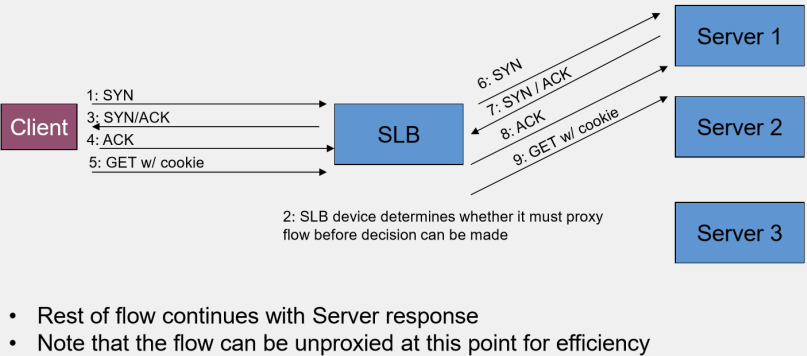 Server 1
6: SYN
7: SYN / ACK
8: ACK
9: GET w/ cookie
1: SYN
3: SYN/ACK
4: ACK
5: GET w/ cookie
Client
SLB
Server 2
2: SLB device determines whether it must proxy
flow before decision can be made
Server 3
• Rest of flow continues with Server response
• Note that the flow can be unproxied at this point for efficiency